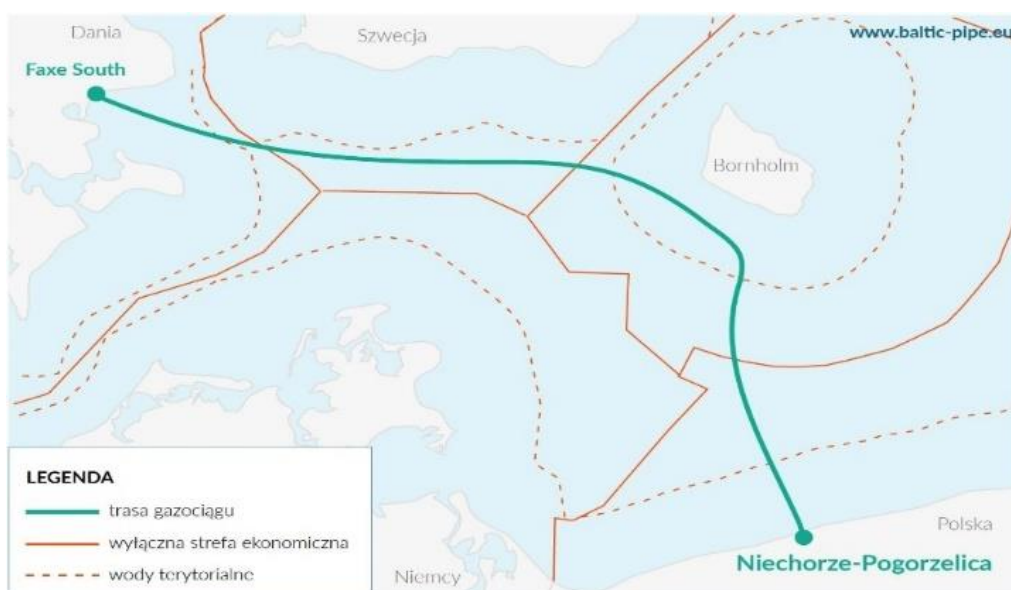 Dania
Szwecja
www.baltic-pipe.eu
Faxe South
Bornholm
LEGENDA
trasa gazociągu
wyłączna strefa ekonomiczna
wody terytorialne
Niemcy
Polska
Niechorze-Pogorzelica